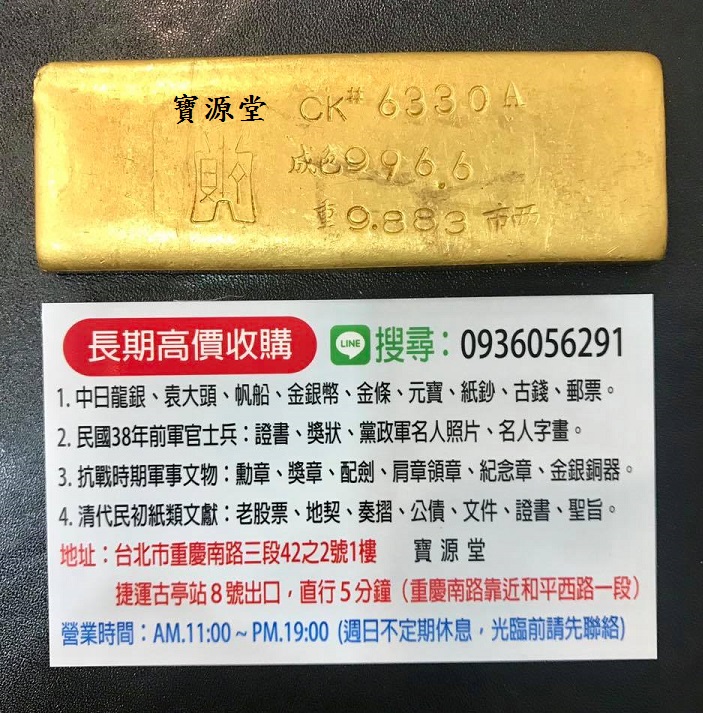 寶源堂
CK# 6330A
成色996.6
重 9.883 市両
長期高價收購 LINE 搜尋：0936056291
1. 中日龍銀、袁大頭、帆船、金銀幣、金條、元寶、紙鈔、古錢、郵票。
2. 民國38年前軍官士兵：證書、獎狀、黨政軍名人照片、名人字畫。
3. 抗戰時期軍事文物：勳章、獎章、配劍、肩章領章、紀念章、金銀銅器。
4. 清代民初紙類文獻：老股票、地契、奏摺、公債、文件、證書、聖旨。
地址：台北市重慶南路三段42之2號1樓 寶源堂
捷運古亭站8號出口，直行5分鐘（重慶南路靠近和平西路一段）
營業時間：AM.11:00 ~ PM.19:00 (週日不定期休息，光臨前請先聯絡)